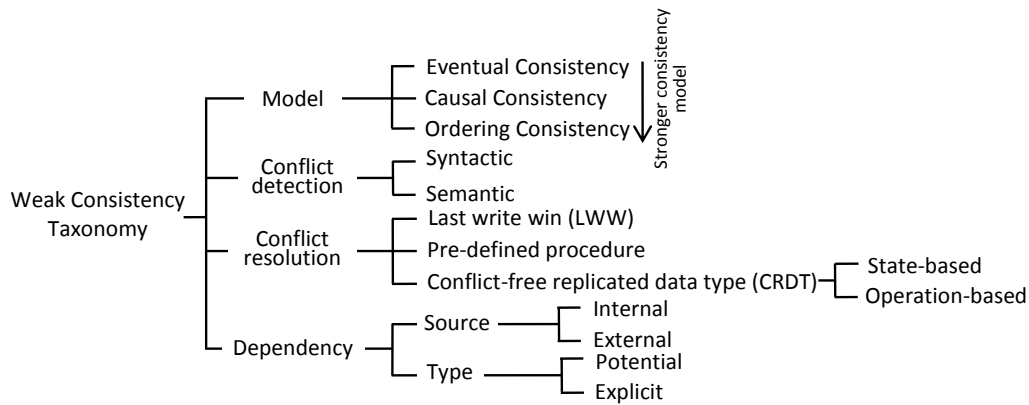 Weak Consistency
Taxonomy
Model
Eventual Consistency
Causal Consistency
Ordering Consistency
Stronger consistency
model
Conflict
detection
Syntactic
Semantic
Conflict
resolution
Last write win (LWW)
Pre-defined procedure
Conflict-free replicated data type (CRDT)
State-based
Operation-based
Dependency
Source
Internal
External
Type
Potential
Explicit